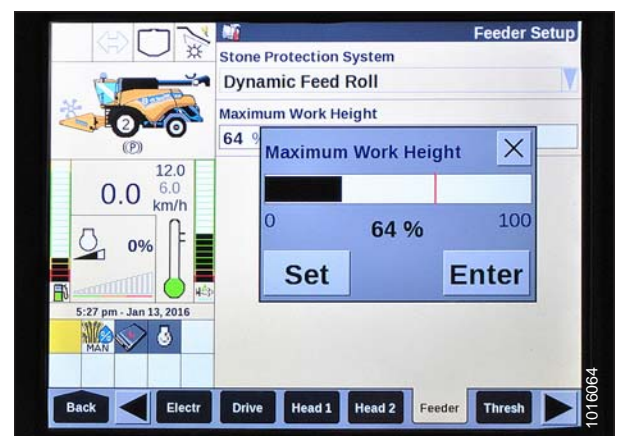 Feeder Setup
Stone Protection System
Dynamic Feed Roll
Maximum Work Height
64 %
Maximum Work Height
0
64 %
100
Set
Enter
2
(P)
12.0
0.0
6.0
km/h
0%
F
5:27 pm - Jan 13, 2016
%
MAN
Back
Electr
Drive
Head 1
Head 2
Feeder
Thresh
1016064